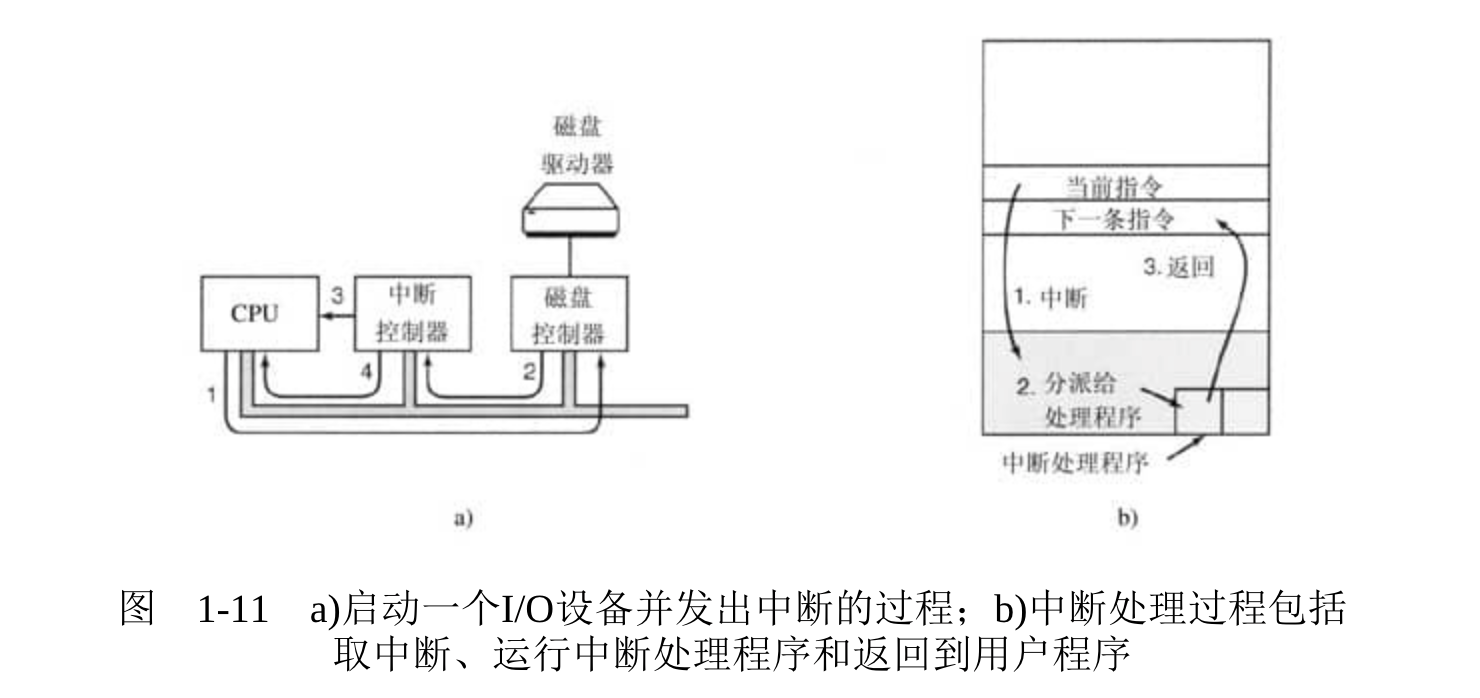 磁盘
驱动器
CPU
3
中断
控制器
磁盘
控制器
1
4
2
a)
当前指令
下一条指令
3.返回
1.中断
2.分派给
处理程序
中断处理程序
b)
图 1-11 a)启动一个I/O设备并发出中断的过程；b)中断处理过程包括
取中断、运行中断处理程序和返回到用户程序